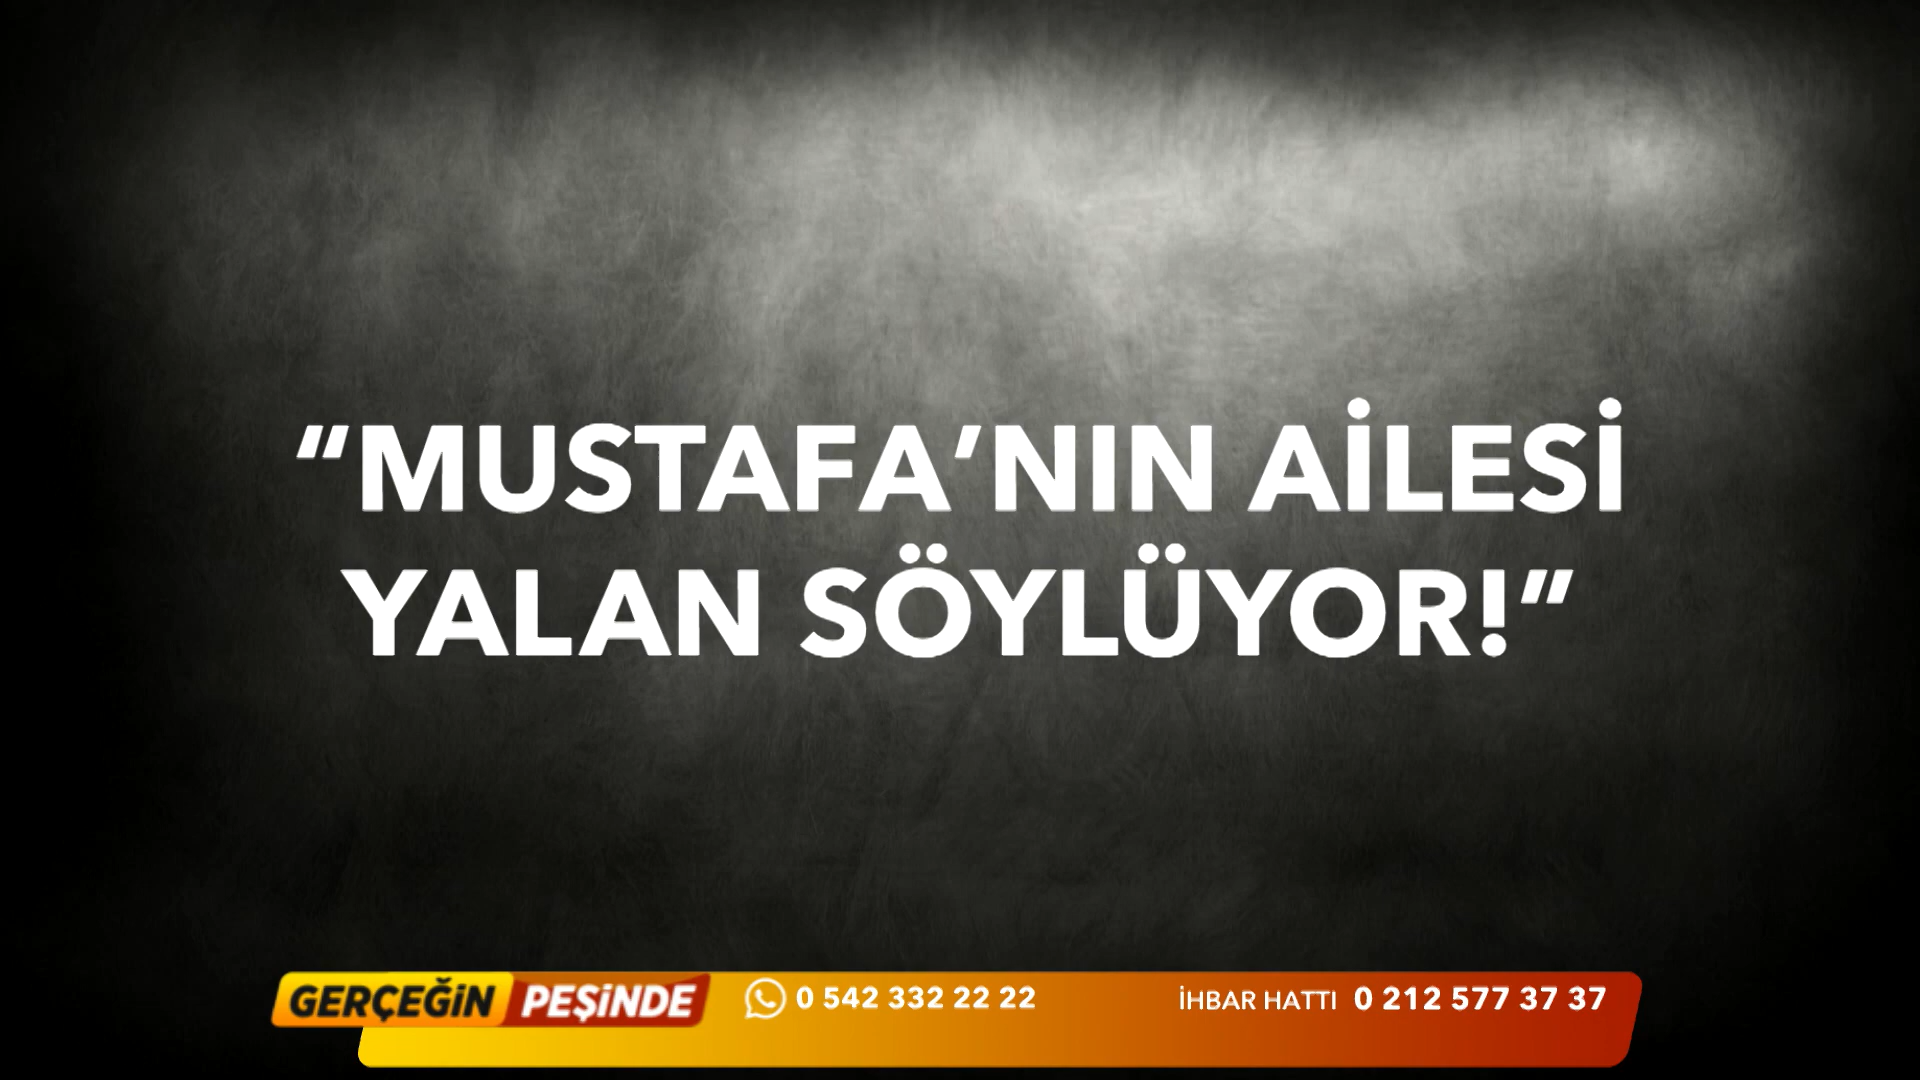 “MUSTAFA’NIN AİLESİ
YALAN SÖYLÜYOR!”
GERÇEĞİN PEŞİNDE 0 542 332 22 22 İHBAR HATTI 0 212 577 37 37